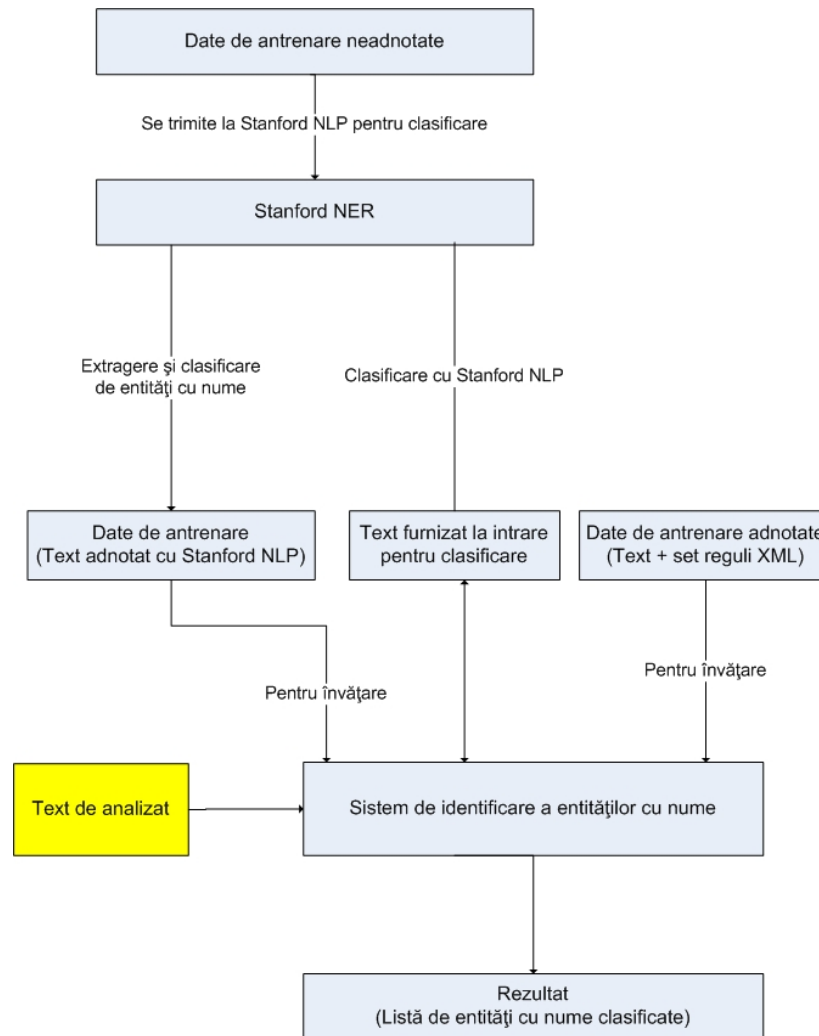 Date de antrenare neadnotate
Se trimite la Stanford NLP pentru clasificare
Stanford NER
Extragere şi clasificare
de entităţi cu nume
Clasificare cu Stanford NLP
Date de antrenare
(Text adnotat cu Stanford NLP)
Text furnizat la intrare
pentru clasificare
Date de antrenare adnotate
(Text + set reguli XML)
Pentru învăţare
Pentru învăţare
Text de analizat
Sistem de identificare a entităţilor cu nume
Rezultat
(Listă de entităţi cu nume clasificate)